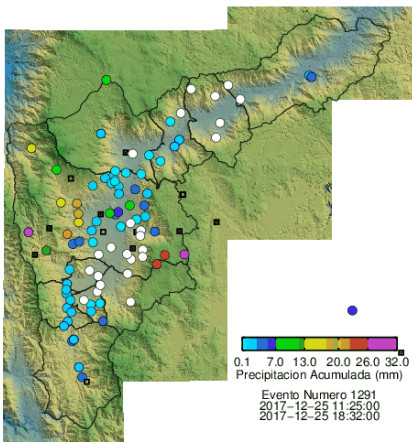 0.1 7.0 13.0 20.0 26.0 32.0
Precipitacion Acumulada (mm)
Evento Numero 1291
2017-12-25 11:25:00
2017-12-25 18:32:00